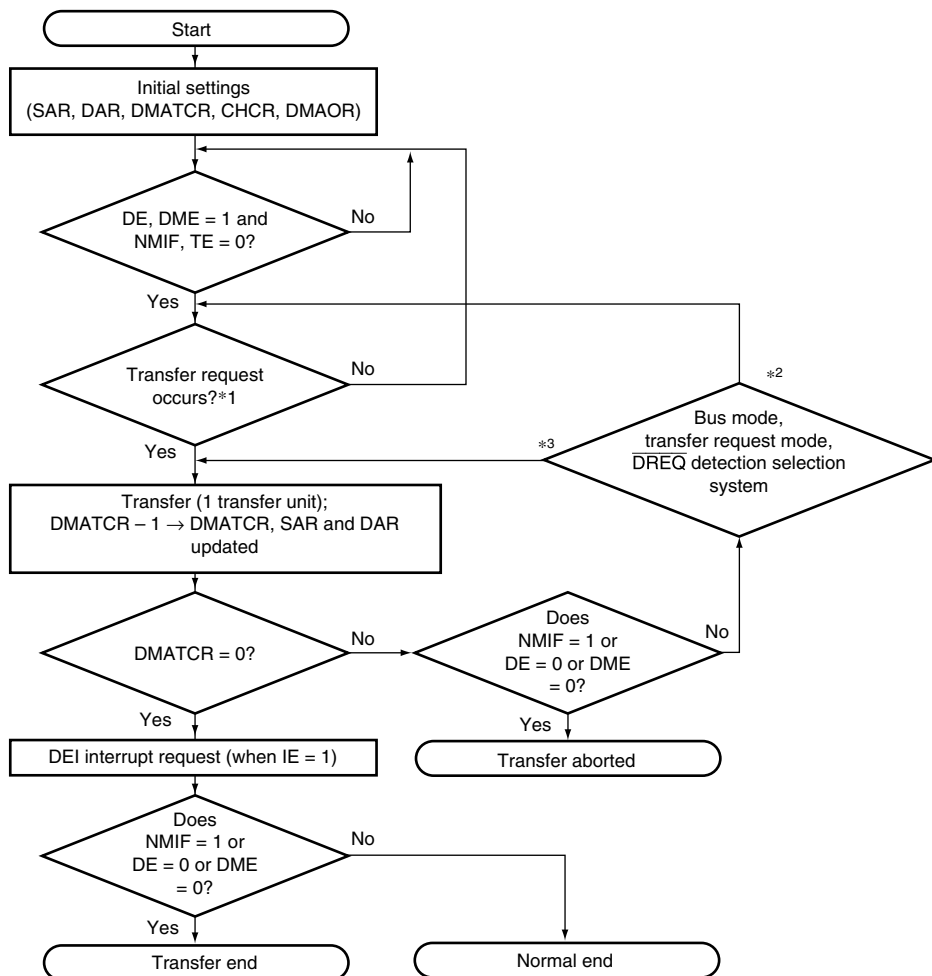 Start
Initial settings
(SAR, DAR, DMATCR, CHCR, DMAOR)
DE, DME = 1 and
NMIF, TE = 0?
No
Yes
Transfer request
occurs?*1
No
Yes
*2
Bus mode,
transfer request mode,
DREQ detection selection
system
*3
Transfer (1 transfer unit);
DMATCR – 1 → DMATCR, SAR and DAR
updated
DMATCR = 0?
No
Yes
Does
NMIF = 1 or
DE = 0 or DME
= 0?
No
Yes
Transfer aborted
DEI interrupt request (when IE = 1)
Does
NMIF = 1 or
DE = 0 or DME
= 0?
No
Yes
Transfer end
Normal end